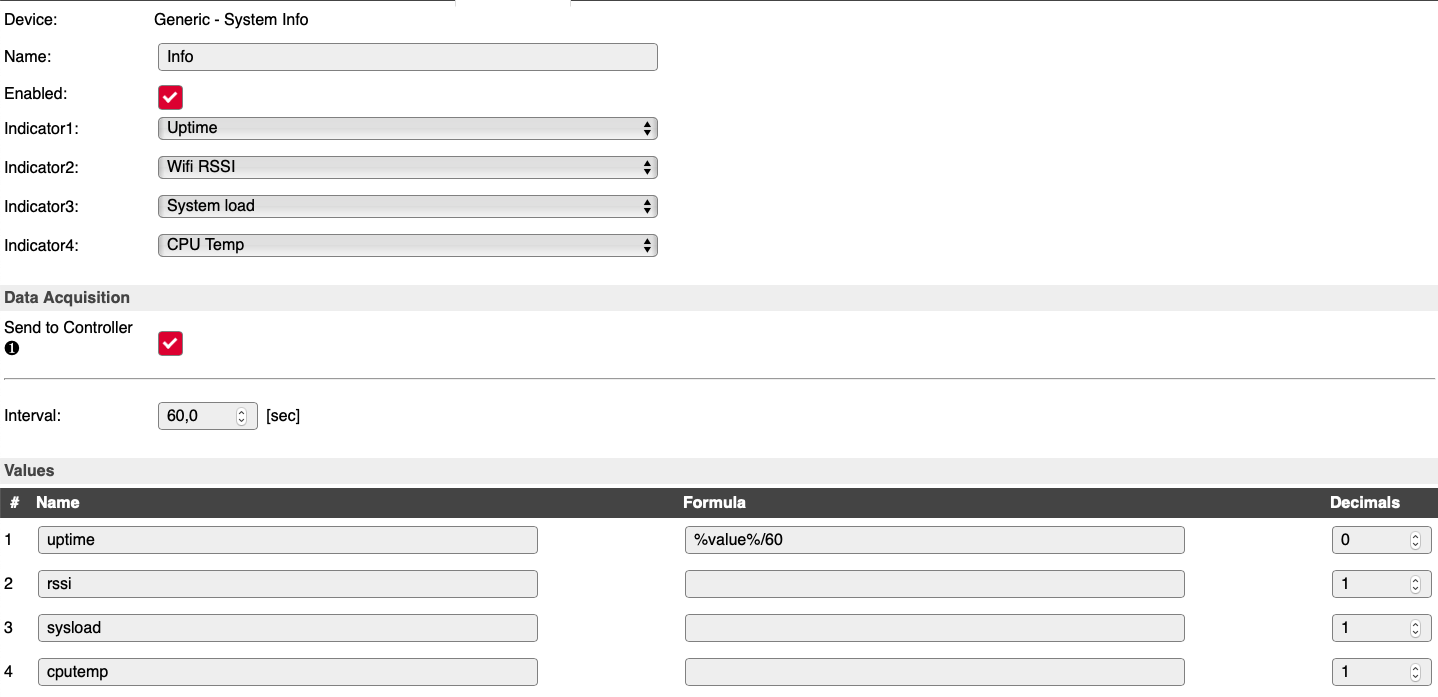 Device: Generic - System Info
Name: Info
Enabled:
Indicator1: Uptime
Indicator2: Wifi RSSI
Indicator3: System load
Indicator4: CPU Temp
Data Acquisition
Send to Controller
❶
Interval: 60,0 [sec]
Values
# Name Formula Decimals
1 uptime %value%/60 0
2 rssi 1
3 sysload 1
4 cputemp 1